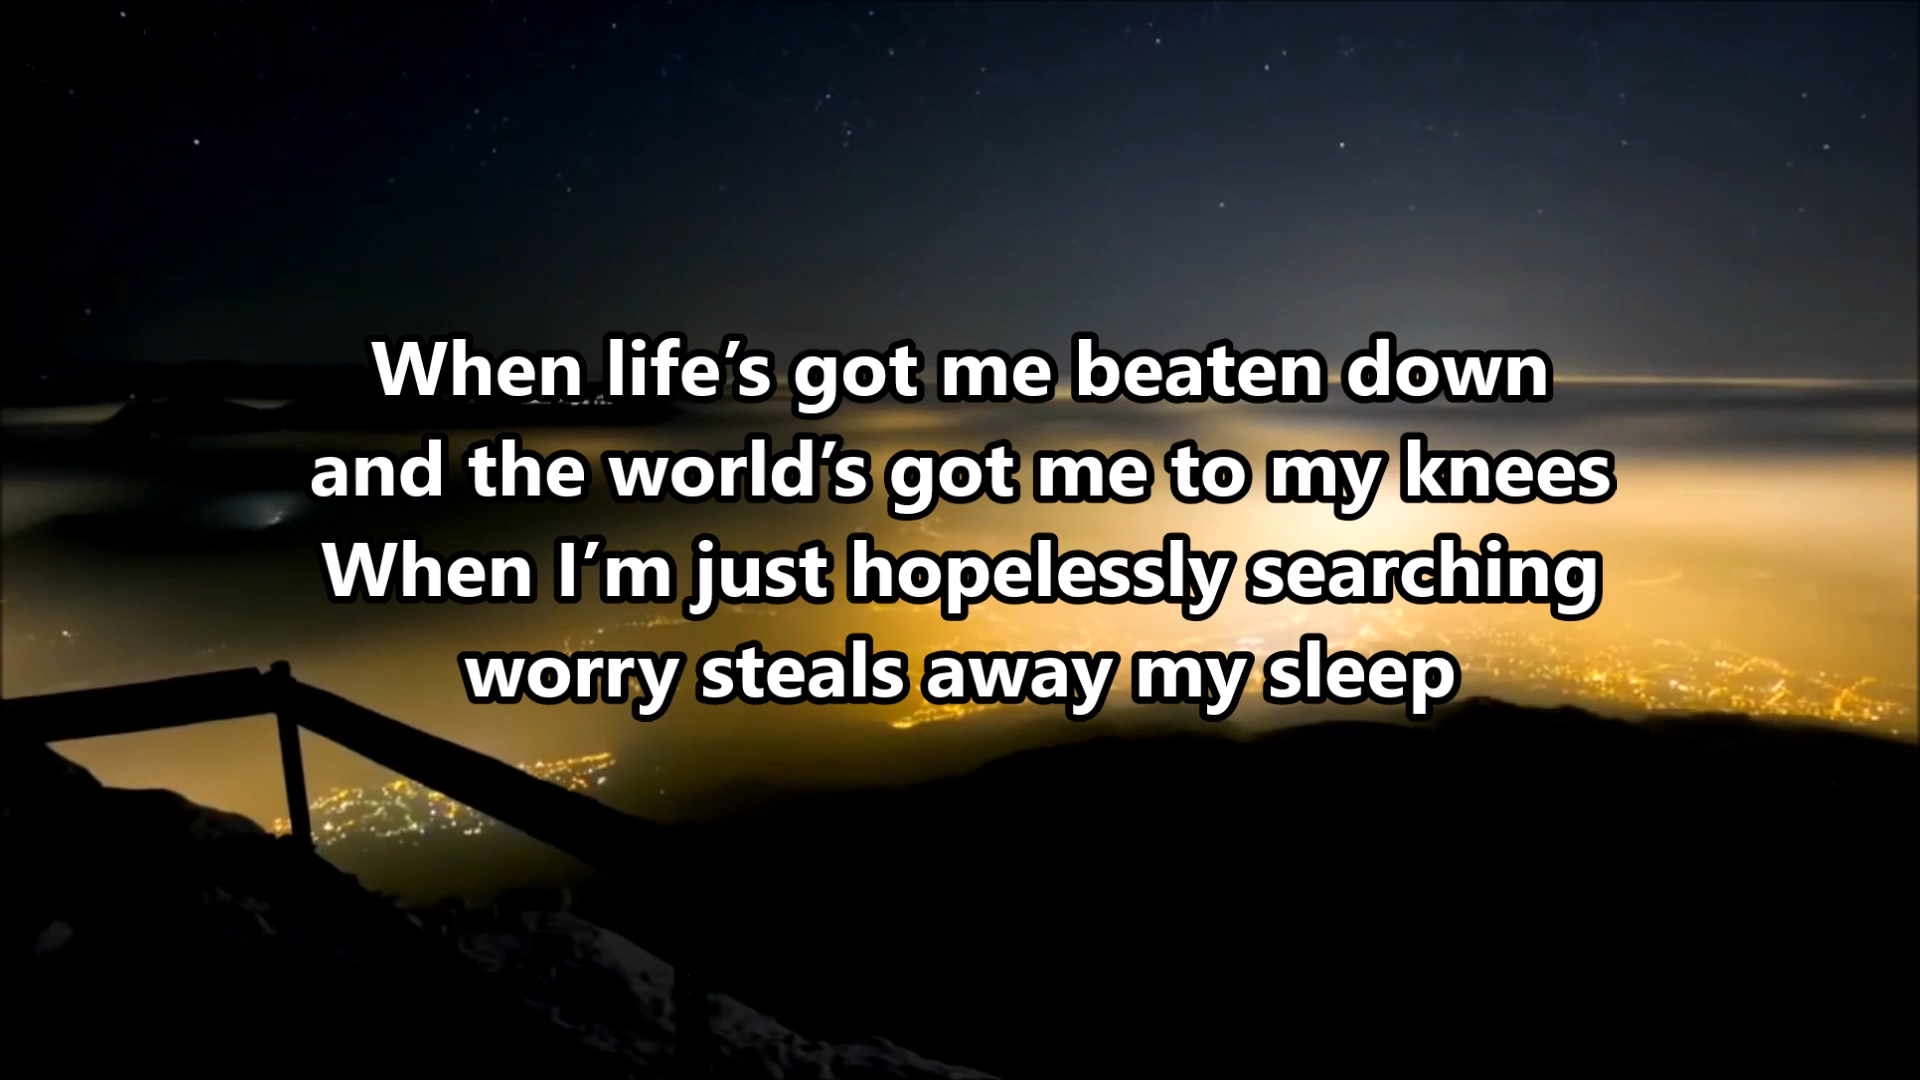 When life’s got me beaten down
and the world’s got me to my knees
When I’m just hopelessly searching
worry steals away my sleep